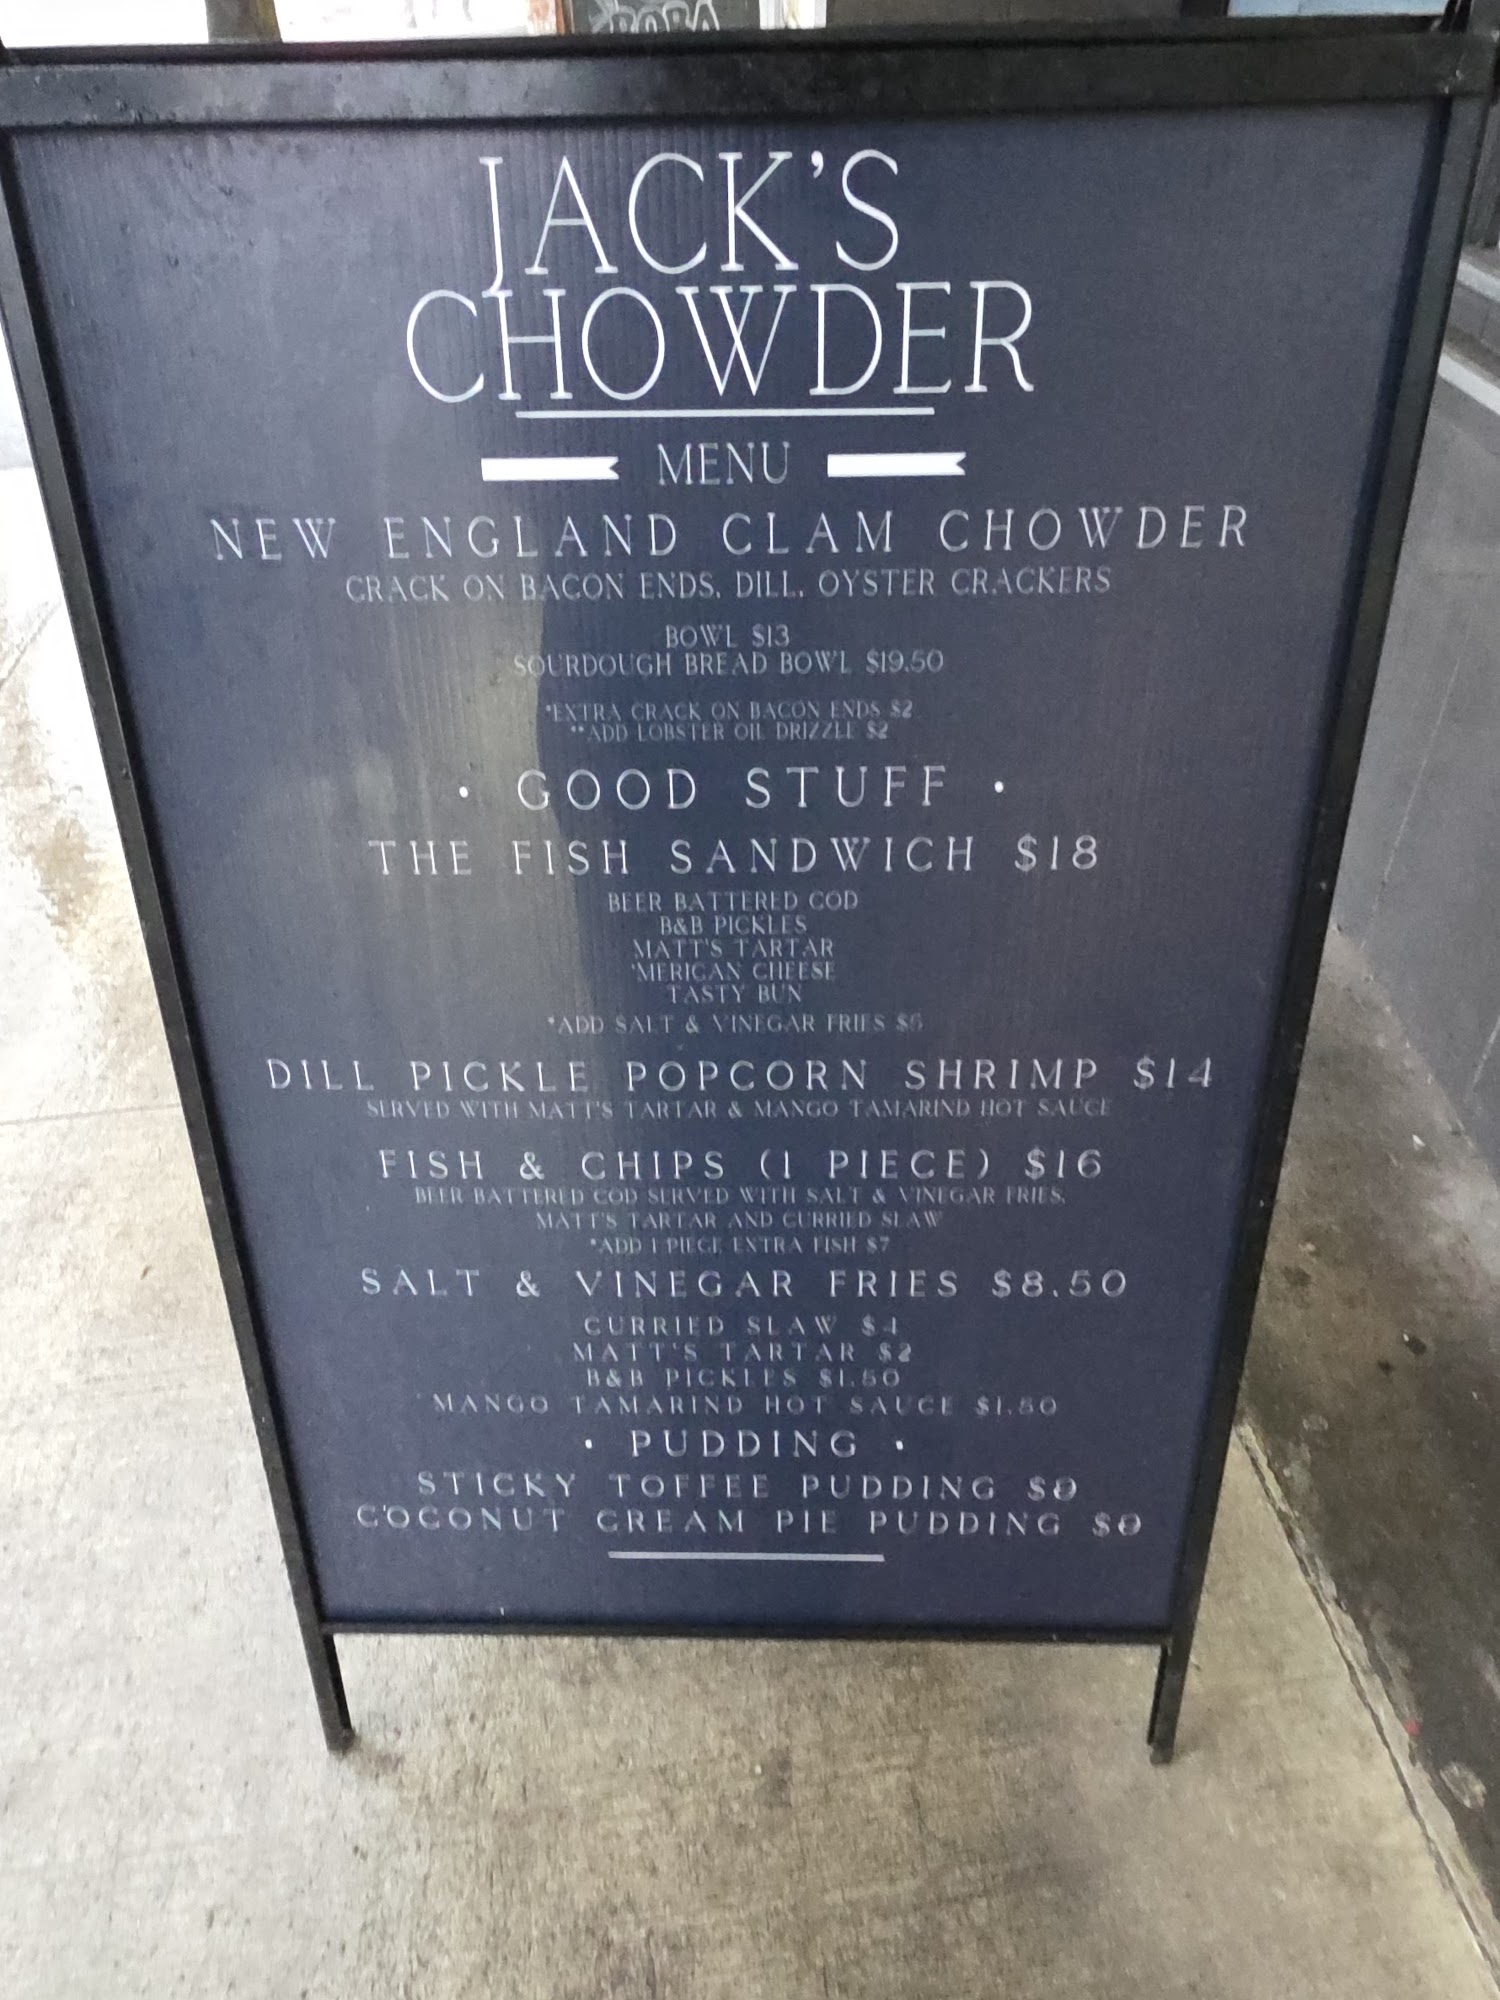 BOBA
JACK'S
CHOWDER
MENU
NEW ENGLAND CLAM CHOWDER
CRACK ON BACON ENDS, DILL, OYSTER CRACKERS
BOWL $13
SOURDOUGH BREAD BOWL $19.50
*EXTRA CRACK ON BACON ENDS $2
**ADD LOBSTER OIL DRIZZLE $2
• GOOD STUFF •
THE FISH SANDWICH $18
BEER BATTERED COD
B&B PICKLES
MATT'S TARTAR
'MERICAN CHEESE
TASTY BUN
*ADD SALT & VINEGAR FRIES
DILL PICKLE POPCORN SHRIMP $14
SERVED WITH MATT'S TARTAR & MANGO TAMARIND HOT SAUCE
FISH & CHIPS (1 PIECE) $16
BEER BATTERED COD SERVED WITH SALT & VINEGAR FRIES,
MATT'S TARTAR AND CURRIED SLAW
*ADD 1 PIECE EXTRA FISH $7
SALT & VINEGAR FRIES $8.50
CURRIED SLAW $4
MATT'S TARTAR $2
B&B PICKLES $1.50
MANGO TAMARIND HOT SAUCE $1.50
• PUDDING •
STICKY TOFFEE PUDDING
COCONUT CREAM PIE PUDDING